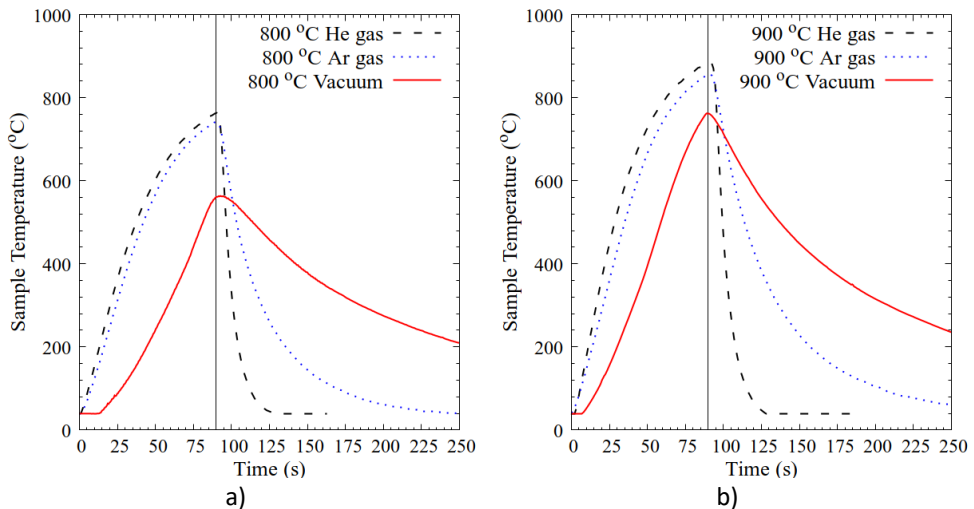 1000
800
600
400
200
0
Sample Temperature (°C)
800 °C He gas
800 °C Ar gas
800 °C Vacuum
0 25 50 75 100 125 150 175 200 225 250
Time (s)
a)
1000
800
600
400
200
0
Sample Temperature (°C)
900 °C He gas
900 °C Ar gas
900 °C Vacuum
0 25 50 75 100 125 150 175 200 225 250
Time (s)
b)